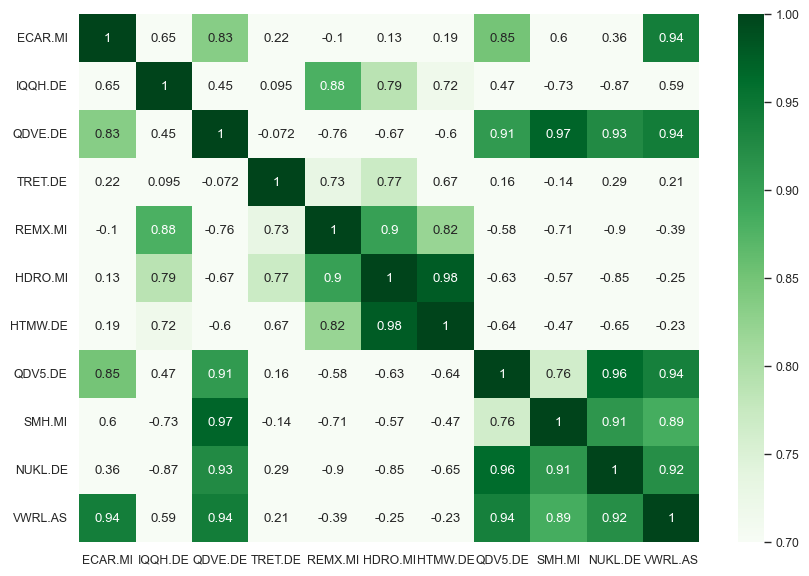 ECAR.MI 1 0.65 0.83 0.22 -0.1 0.13 0.19 0.85 0.6 0.36 0.94
IQQH.DE 0.65 1 0.45 0.095 0.88 0.79 0.72 0.47 -0.73 -0.87 0.59
QDVE.DE 0.83 0.45 1 -0.072 -0.76 -0.67 -0.6 0.91 0.97 0.93 0.94
TRET.DE 0.22 0.095 -0.072 1 0.73 0.77 0.67 0.16 -0.14 0.29 0.21
REMX.MI -0.1 0.88 -0.76 0.73 1 0.9 0.82 -0.58 -0.71 -0.9 -0.39
HDRO.MI 0.13 0.79 -0.67 0.77 0.9 1 0.98 -0.63 -0.57 -0.85 -0.25
HTMW.DE 0.19 0.72 -0.6 0.67 0.82 0.98 1 -0.64 -0.47 -0.65 -0.23
QDV5.DE 0.85 0.47 0.91 0.16 -0.58 -0.63 -0.64 1 0.76 0.96 0.94
SMH.MI 0.6 -0.73 0.97 -0.14 -0.71 -0.57 -0.47 0.76 1 0.91 0.89
NUKL.DE 0.36 -0.87 0.93 0.29 -0.9 -0.85 -0.65 0.96 0.91 1 0.92
VWRL.AS 0.94 0.59 0.94 0.21 -0.39 -0.25 -0.23 0.94 0.89 0.92 1
ECAR.MI IQQH.DE QDVE.DE TRET.DE REMX.MI HDRO.MI HTMW.DE QDV5.DE SMH.MI NUKL.DE VWRL.AS
1.00
0.95
0.90
0.85
0.80
0.75
0.70